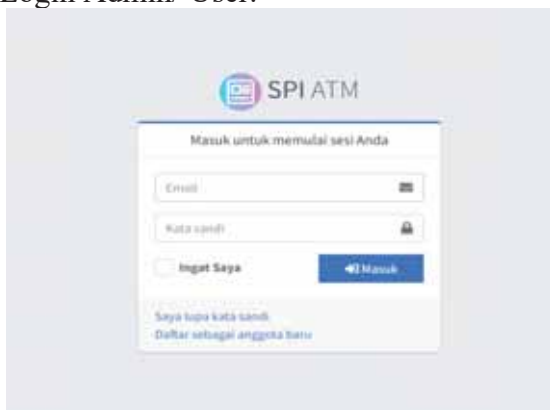 Login Admin/ User.
SPI ATM
Masuk untuk memulai sesi Anda
Email
Kata sandi
Ingat Saya
Masuk
Saya lupa kata sandi
Daftar sebagai anggota baru